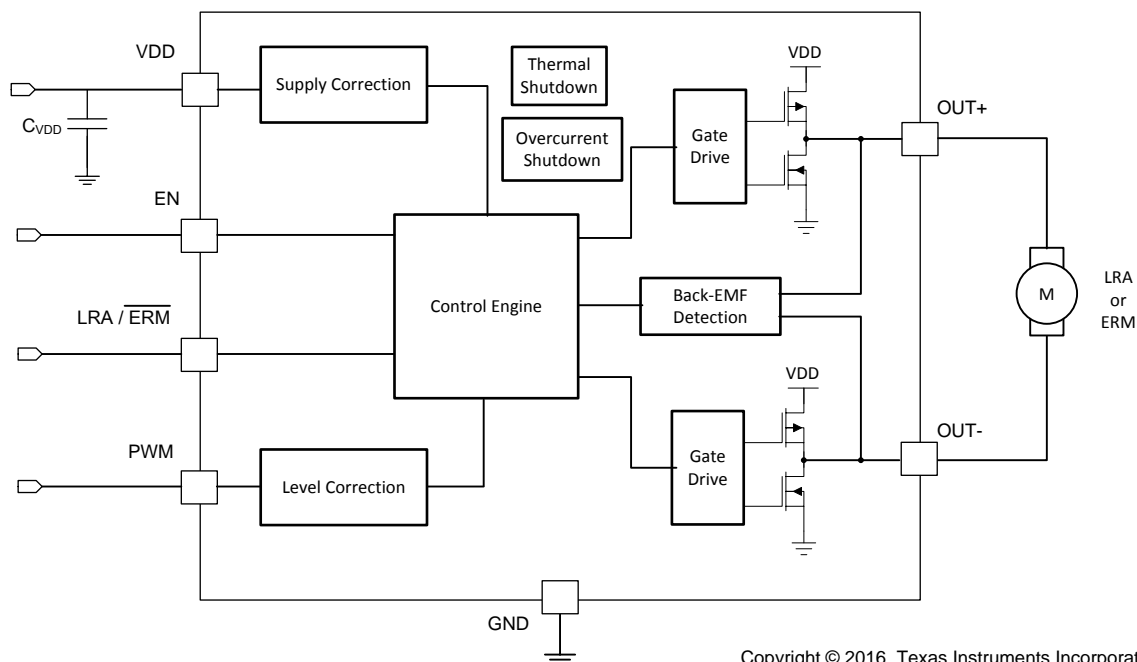 VDD
Supply Correction
Thermal
Shutdown
VDD
OUT+
CVDD
Overcurrent
Shutdown
Gate
Drive
EN
Control Engine
Back-EMF
Detection
M
LRA
or
ERM
LRA / ERM
VDD
PWM
Level Correction
Gate
Drive
OUT-
GND
Copyright © 2016, Texas Instruments Incorporat